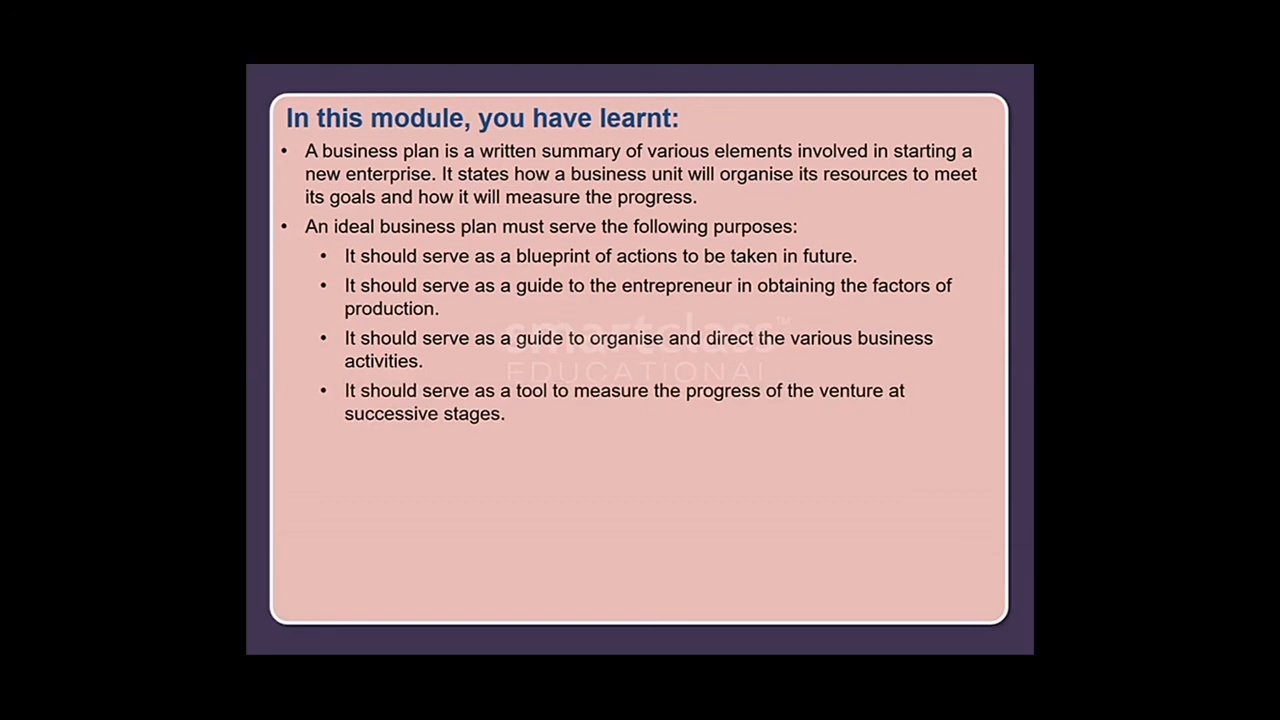 In this module, you have learnt:
• A business plan is a written summary of various elements involved in starting a
new enterprise. It states how a business unit will organise its resources to meet
its goals and how it will measure the progress.
• An ideal business plan must serve the following purposes:
• It should serve as a blueprint of actions to be taken in future.
• It should serve as a guide to the entrepreneur in obtaining the factors of
production.
smartclass™
• It should serve as a guide to organise and direct the various business
activities.
EDUCATIONAL
• It should serve as a tool to measure the progress of the venture at
successive stages.